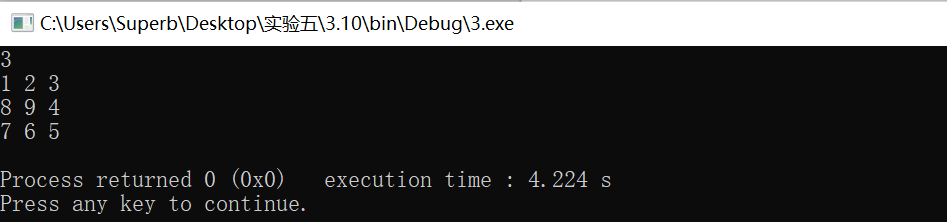 C:\Users\Superb\Desktop\实验五\3.10\bin\Debug\3.exe
3
1 2 3
8 9 4
7 6 5
Process returned 0 (0x0)   execution time : 4.224 s
Press any key to continue.